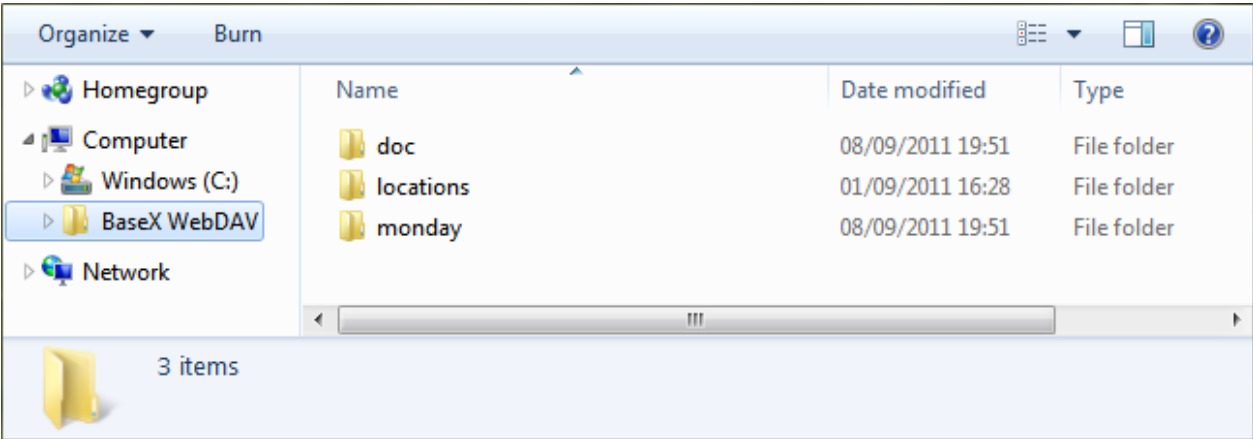 Organize Burn
Homegroup
Computer
Windows (C:)
BaseX WebDAV
Network
Name Date modified Type
doc 08/09/2011 19:51 File folder
locations 01/09/2011 16:28 File folder
monday 08/09/2011 19:51 File folder
3 items